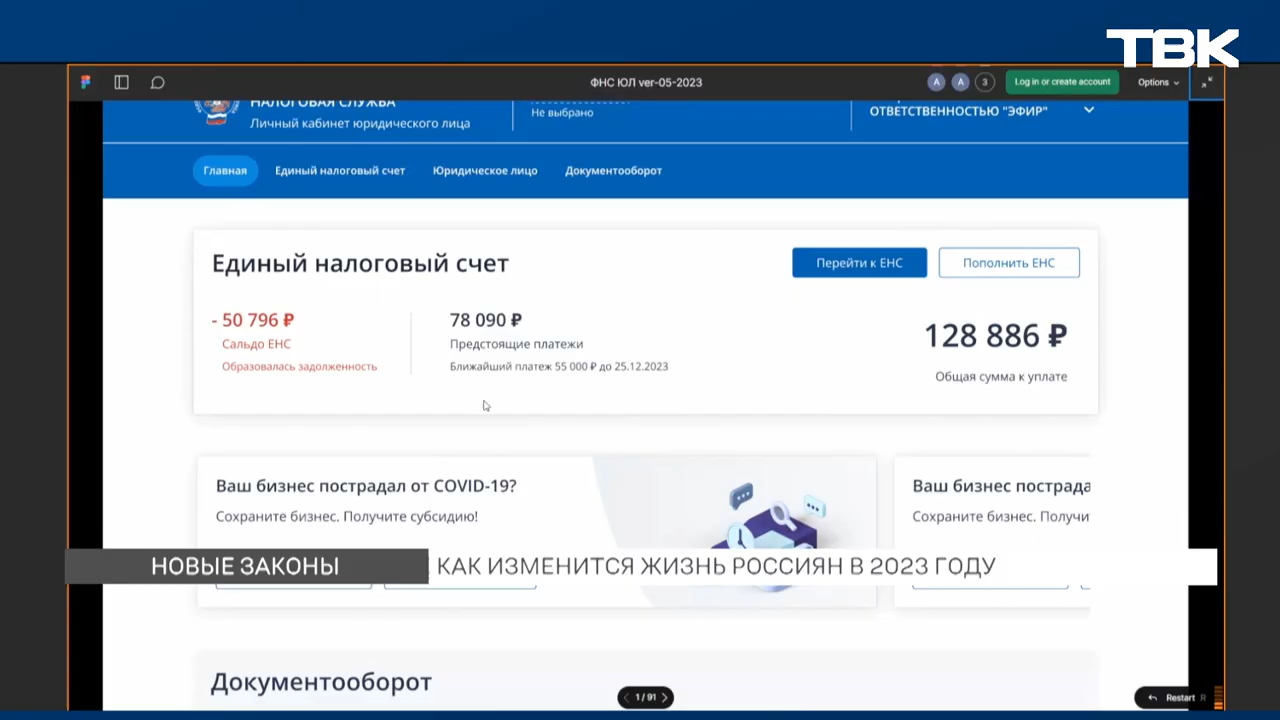 ТВК
ФНС ЮЛ ver-05-2023
A A 3
Log in or create account
Options
НАЛОГОВАЯ СЛУЖБА
Личный кабинет юридического лица
Не выбрано
ОТВЕТСТВЕННОСТЬЮ "ЭФИР"
Главная
Единый налоговый счет
Юридическое лицо
Документооборот
Единый налоговый счет
Перейти к ЕНС
Пополнить ЕНС
- 50 796 ₽
Сальдо ЕНС
Образовалась задолженность
78 090 ₽
Предстоящие платежи
Ближайший платеж 55 000 ₽ до 25.12.2023
128 886 ₽
Общая сумма к уплате
Ваш бизнес пострадал от COVID-19?
Сохраните бизнес. Получите субсидию!
Ваш бизнес пострада
Сохраните бизнес. Получи
НОВЫЕ ЗАКОНЫ
КАК ИЗМЕНИТСЯ ЖИЗНЬ РОССИЯН В 2023 ГОДУ
Документооборот
1 / 91
Restart R